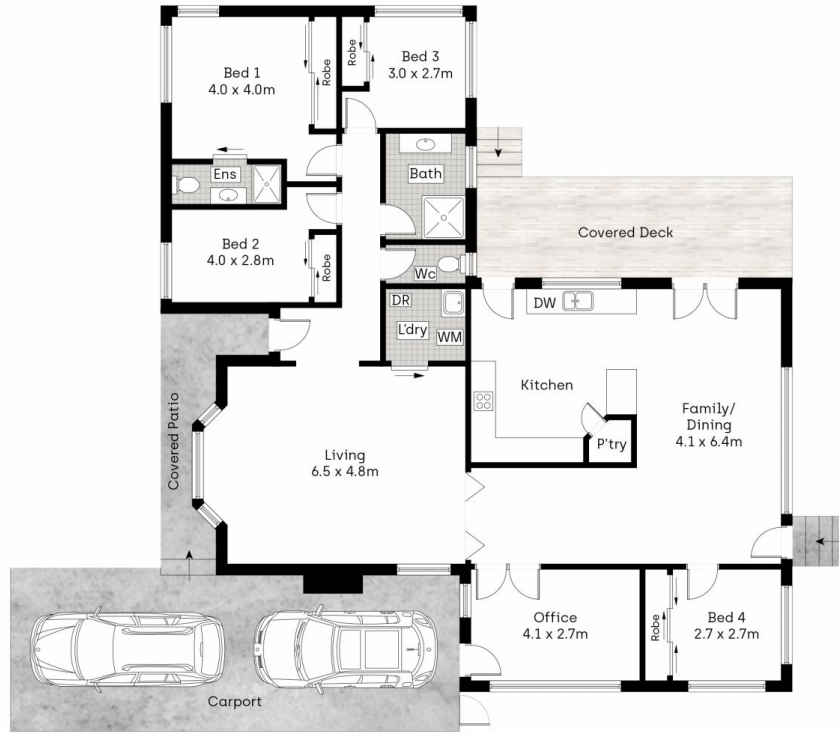 Bed 1
4.0 x 4.0m
Robe
Robe
Bed 3
3.0 x 2.7m
Ens
Bath
Bed 2
4.0 x 2.8m
Robe
Wc
Covered Deck
DR
L'dry
WM
DW
Kitchen
P'try
Family/
Dining
4.1 x 6.4m
Covered Patio
Living
6.5 x 4.8m
Office
4.1 x 2.7m
Robe
Bed 4
2.7 x 2.7m
Carport